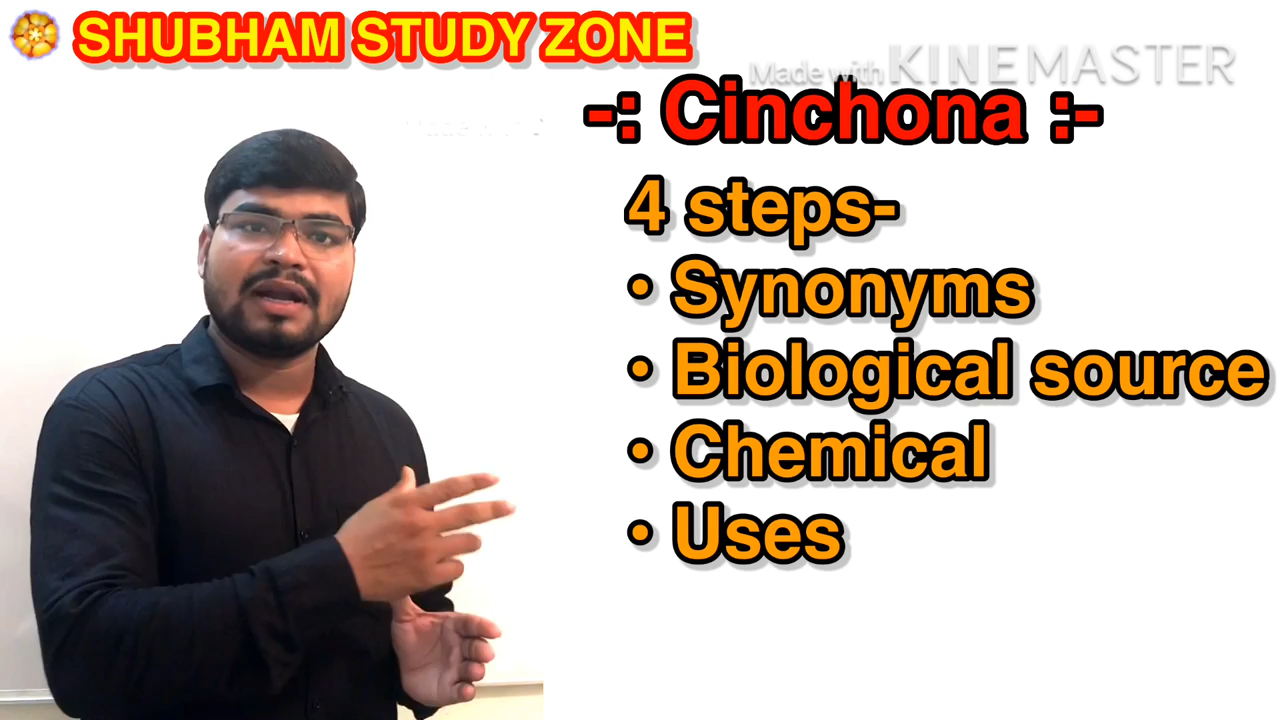 SHUBHAM STUDY ZONE
Made with KINEMASTER
-: Cinchona :-
4 steps-
• Synonyms
• Biological source
• Chemical
• Uses